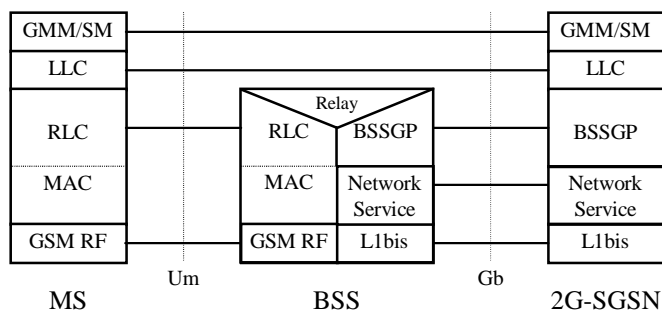 GMM/SM GMM/SM
LLC LLC
Relay
RLC RLC BSSGP BSSGP
MAC MAC Network Service Network Service
GSM RF GSM RF L1bis L1bis
Um Gb
MS BSS 2G-SGSN